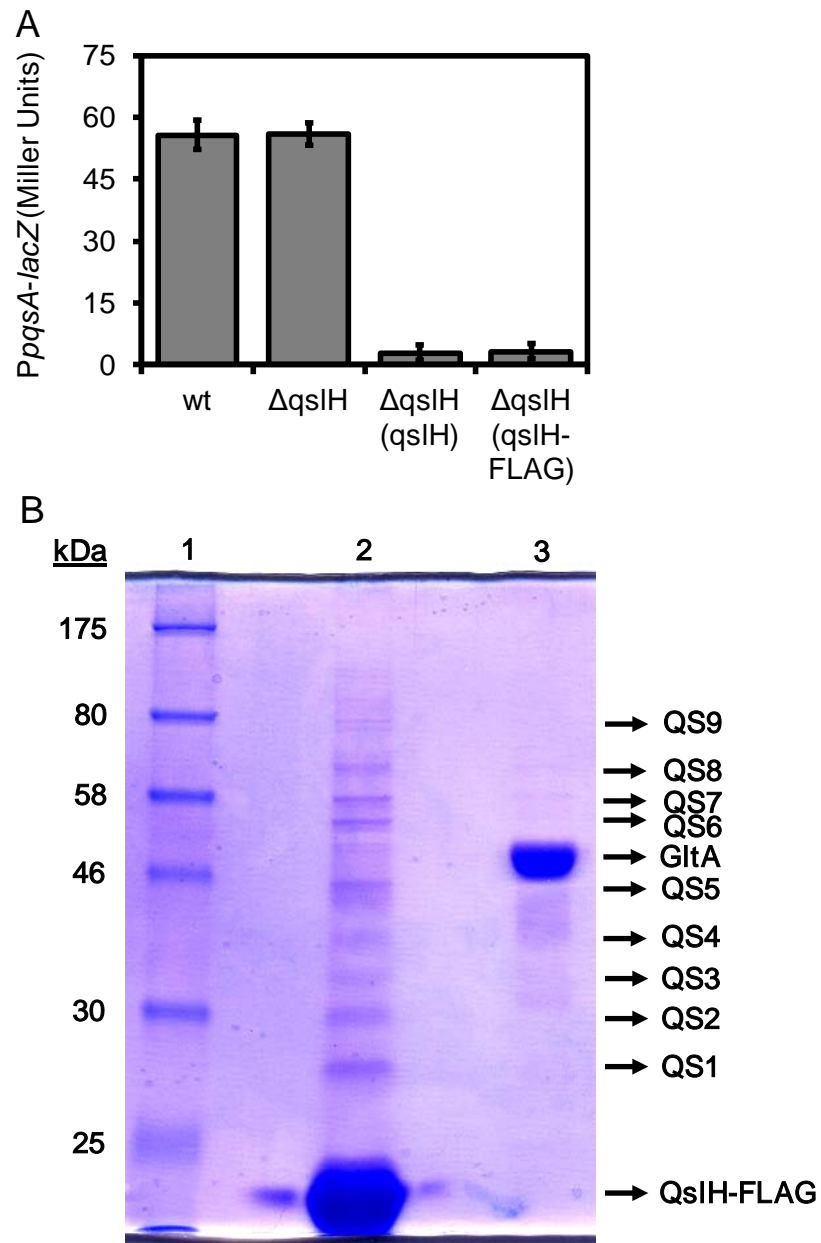 A
PpqsA-lacZ (Miller Units)
75
60
45
30
15
0
wt
ΔqslH
ΔqslH
(qslH)
ΔqslH
(qslH-
FLAG)
B
kDa
1
2
3
175
80
58
46
30
25
QS9
QS8
QS7
QS6
GltA
QS5
QS4
QS3
QS2
QS1
QslH-FLAG